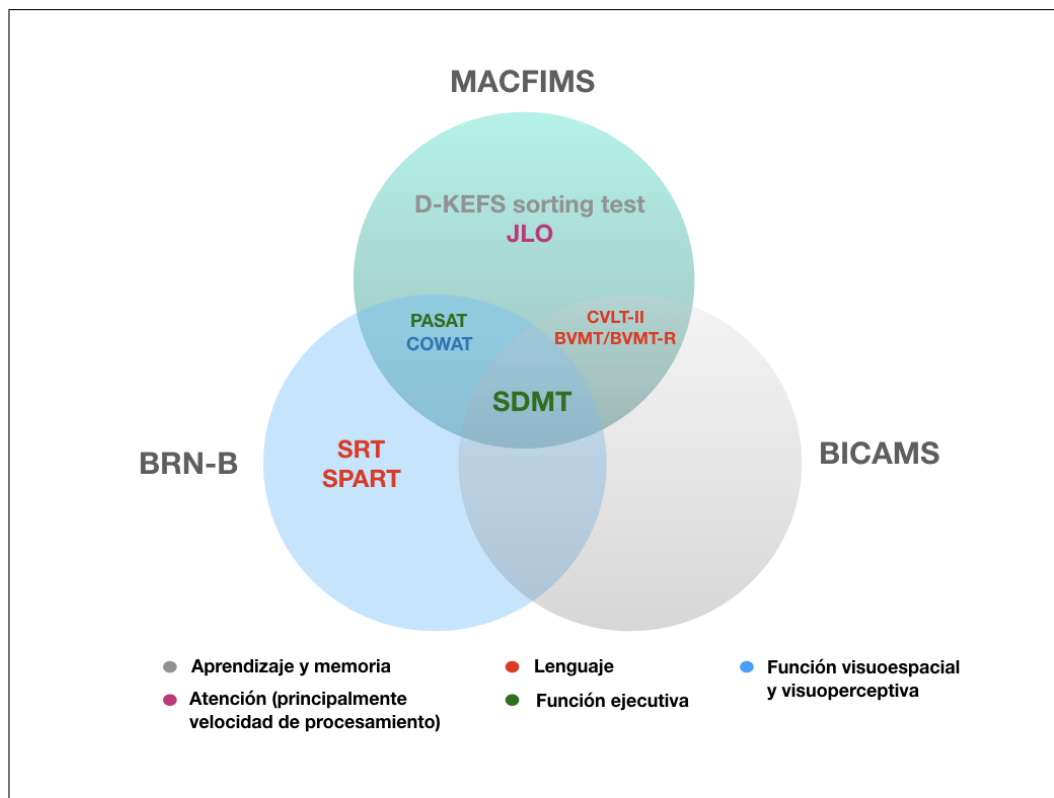 MACFIMS
D-KEFS sorting test
JLO
PASAT
COWAT
CVLT-II
BVMT/BVMT-R
SDMT
BRN-B
SRT
SPART
BICAMS
Aprendizaje y memoria
Atención (principalmente
velocidad de procesamiento)
Lenguaje
Función ejecutiva
Función visuoespacial
y visuoperceptiva